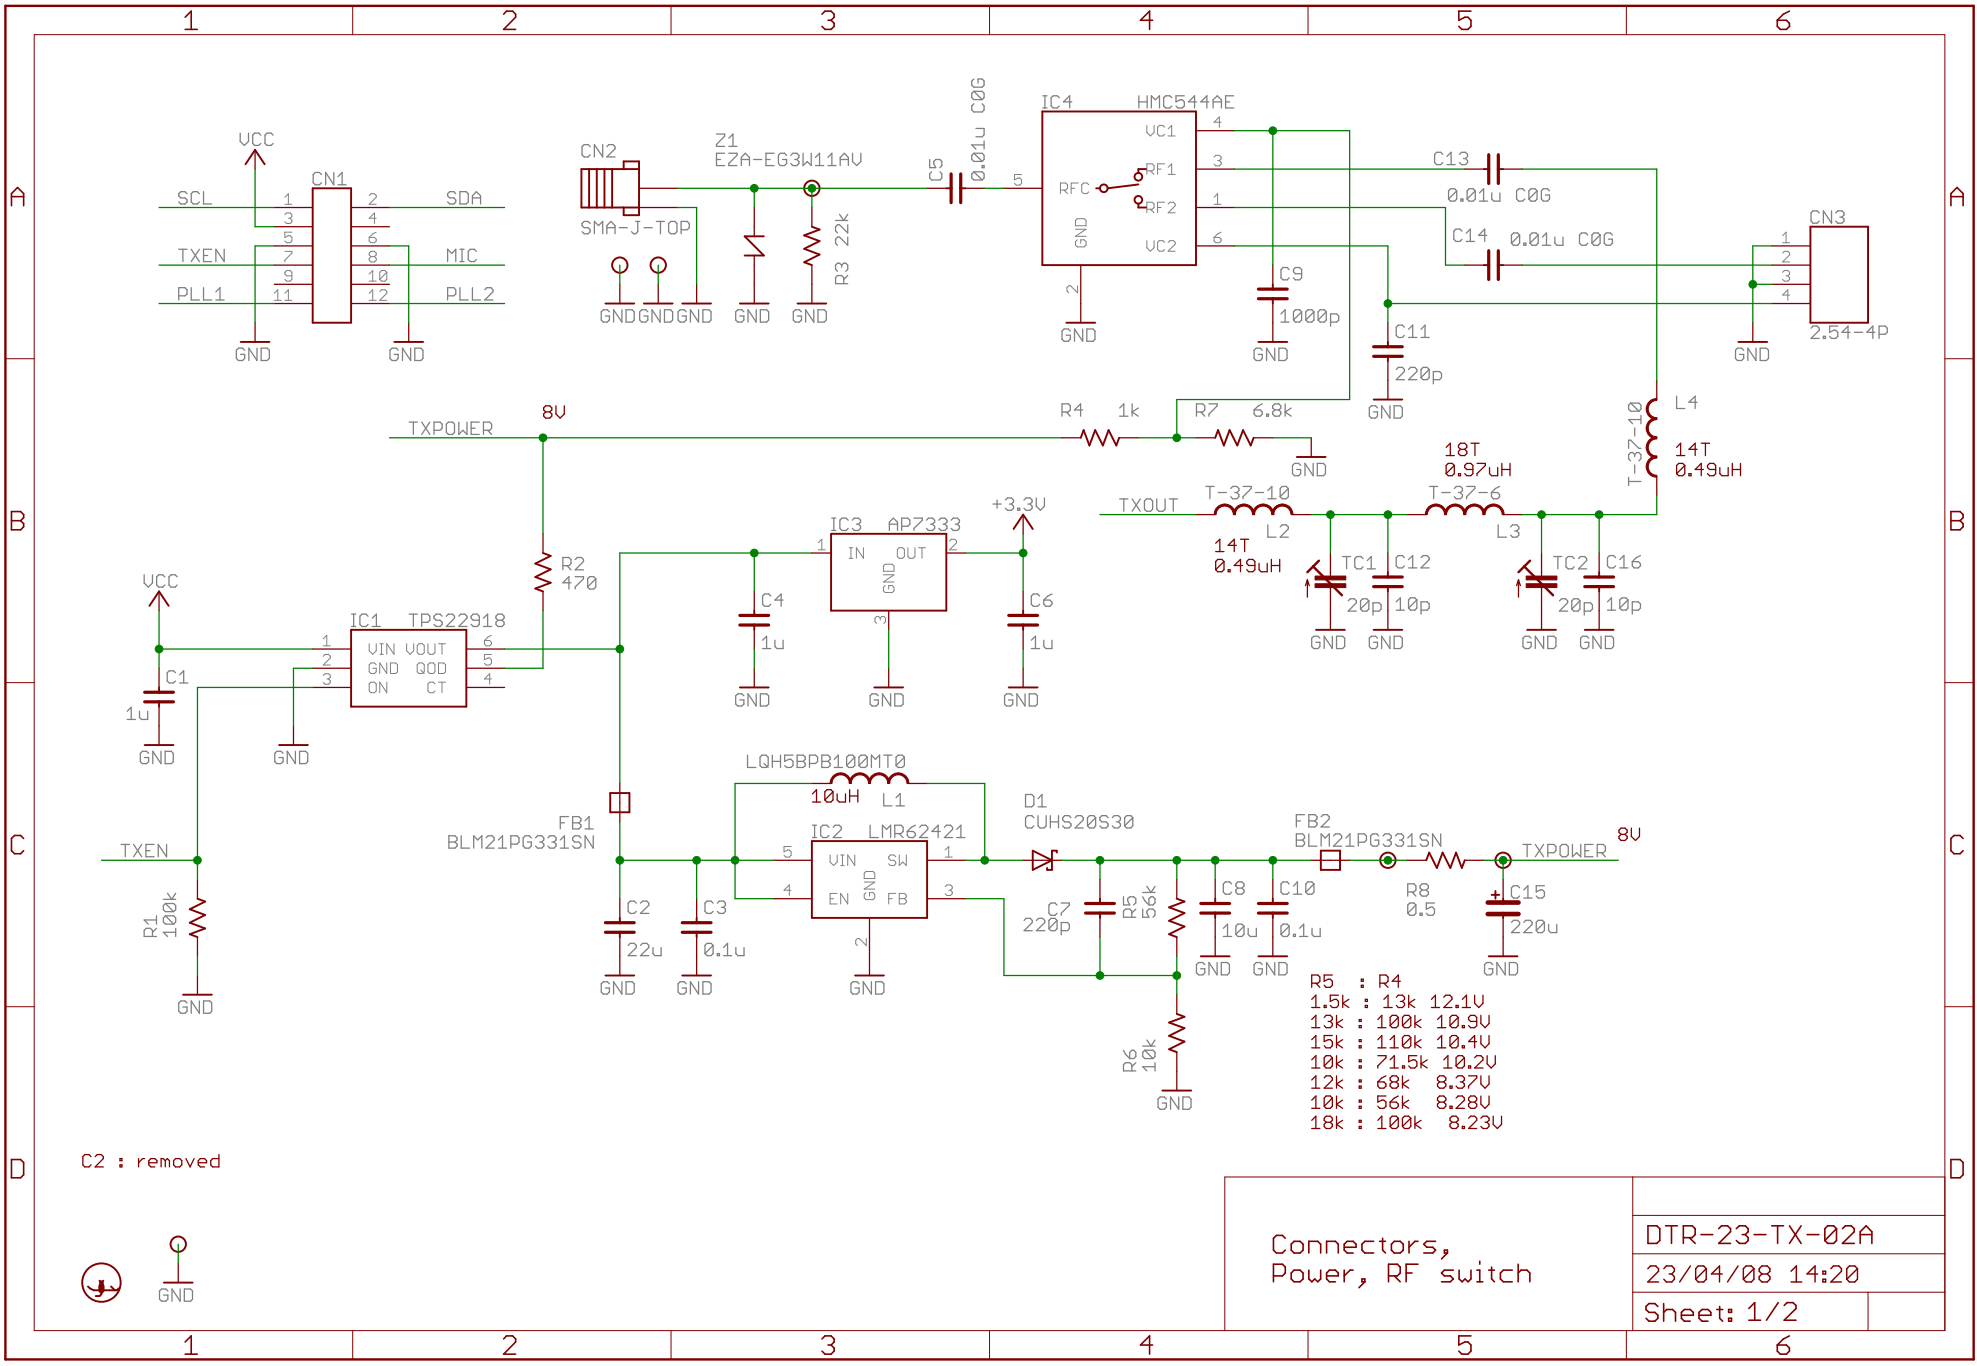 1 2 3 4 5 6
A
B
C
D
A
B
C
D
VCC
CN1
SCL 1 2 SDA
3 4
5 6
TXEN 7 8 MIC
9 10
PLL1 11 12 PLL2
GND GND
CN2
SMA-J-TOP
GND GND GND
Z1
EZA-EG3W11AV
GND
R3 22k
GND
C5 0.01u C0G
IC4 HMC544AE
5 RFC
VC1 4
RF1 3
RF2 1
VC2 6
GND 2
GND
C9
1000p
GND
C11
220p
GND
C13
0.01u C0G
C14 0.01u C0G
CN3
1
2
3
4
2.54-4P
GND
8V
TXPOWER
R4 1k
R7 6.8k
GND
T-37-10
L4
14T
0.49uH
18T
0.97uH
T-37-6
L3
TXOUT
T-37-10
L2
14T
0.49uH
TC1
20p
GND
C12
10p
GND
TC2
20p
GND
C16
10p
GND
R2
470
IC3 AP7333
1 IN OUT 2
GND 3
GND
+3.3V
C4
1u
GND
C6
1u
GND
VCC
IC1 TPS22918
1 VIN VOUT 6
2 GND QOD 5
3 ON CT 4
C1
1u
GND
GND
TXEN
R1
100k
GND
FB1
BLM21PG331SN
LQH5BPB100MT0
10uH L1
IC2 LMR62421
5 VIN SW 1
4 EN FB 3
GND 2
GND
C2
22u
GND
C3
0.1u
GND
D1
CUHS20S30
C7
220p
R5
56k
C8
10u
GND
C10
0.1u
GND
R6
10k
GND
FB2
BLM21PG331SN
8V
TXPOWER
R8
0.5
+ C15
220u
GND
R5 : R4
1.5k : 13k 12.1V
13k : 100k 10.9V
15k : 110k 10.4V
10k : 71.5k 10.2V
12k : 68k 8.37V
10k : 56k 8.28V
18k : 100k 8.23V
C2 : removed
GND
Connectors,
Power, RF switch
DTR-23-TX-02A
23/04/08 14:20
Sheet: 1/2
1 2 3 4 5 6